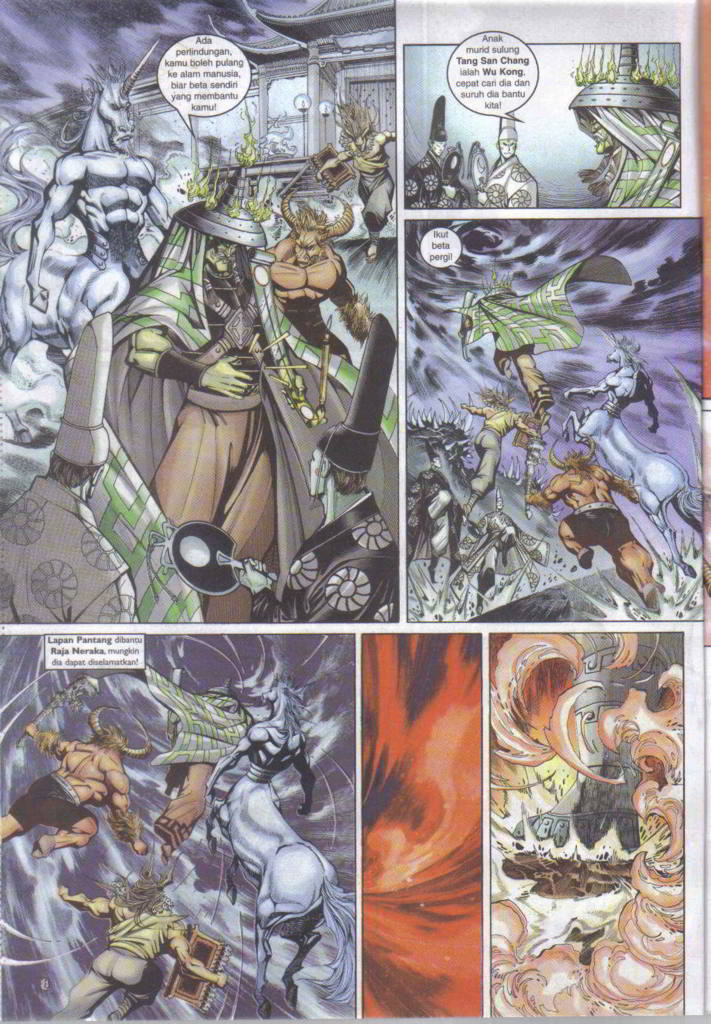 Ada
perlindungan,
kamu boleh pulang
ke alam manusia,
biar beta sendiri
yang membantu
kamu!
Anak
murid sulung
Tang San Chang
ialah Wu Kong,
cepat cari dia dan
suruh dia bantu
kita!
Ikut
beta
pergi!
Lapan Pantang dibantu
Raja Neraka, mungkin
dia dapat diselamatkan!